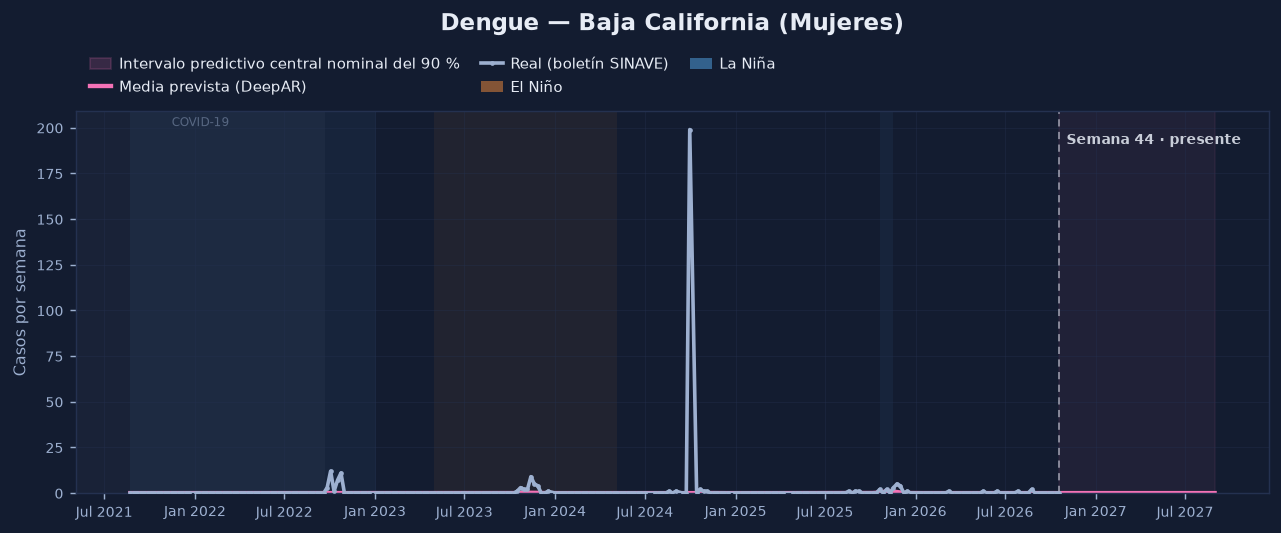 Dengue — Baja California (Mujeres)
Intervalo predictivo central nominal del 90 %
Real (boletín SINAVE)
La Niña
Media prevista (DeepAR)
El Niño
COVID-19
Semana 44 · presente
Casos por semana
200
175
150
125
100
75
50
25
0
Jul 2021
Jan 2022
Jul 2022
Jan 2023
Jul 2023
Jan 2024
Jul 2024
Jan 2025
Jul 2025
Jan 2026
Jul 2026
Jan 2027
Jul 2027